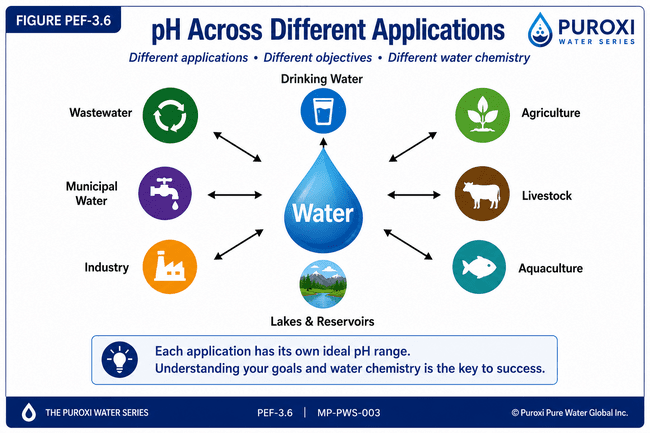 FIGURE PEF-3.6
pH Across Different Applications
PUROXI
WATER SERIES
Different applications • Different objectives • Different water chemistry
Drinking Water
Wastewater
Agriculture
Municipal
Water
Water
Livestock
Industry
Aquaculture
Lakes & Reservoirs
Each application has its own ideal pH range.
Understanding your goals and water chemistry is the key to success.
THE PUROXI WATER SERIES
PEF-3.6 | MP-PWS-003
© Puroxi Pure Water Global Inc.